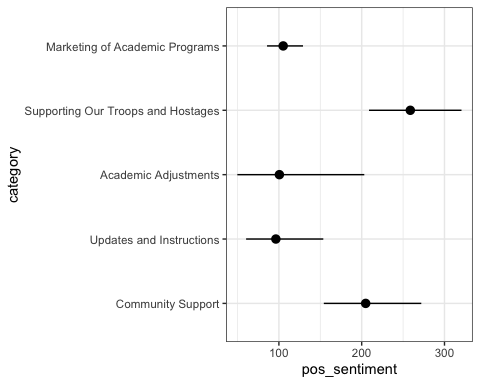 Marketing of Academic Programs
Supporting Our Troops and Hostages
Academic Adjustments
Updates and Instructions
Community Support
category
100 200 300
pos_sentiment